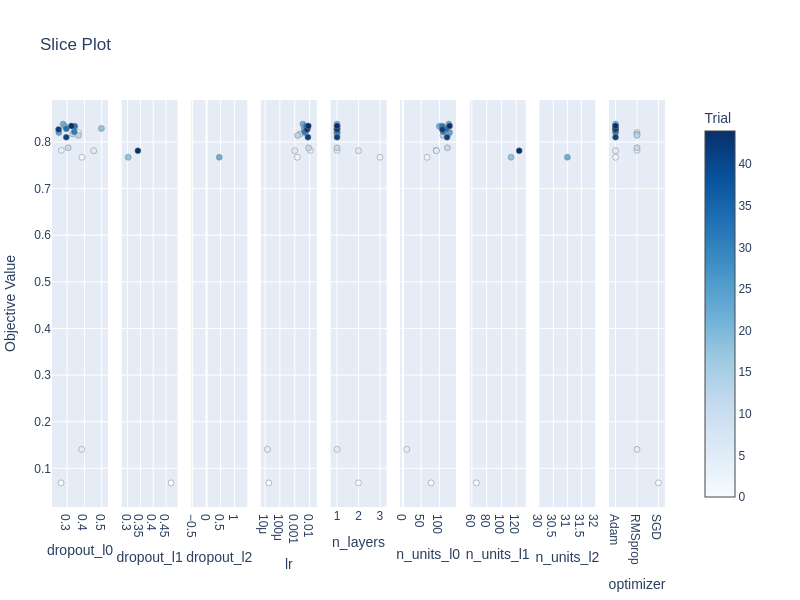 Slice Plot
Trial
Objective Value
0.8
0.7
0.6
0.5
0.4
0.3
0.2
0.1
0.3
0.4
0.5
dropout_l0
0.3
0.35
0.4
0.45
dropout_l1
−0.5
0
0.5
1
dropout_l2
10μ
100μ
0.001
0.01
lr
1
2
3
n_layers
0
50
100
n_units_l0
60
80
100
120
n_units_l1
30
30.5
31
31.5
32
n_units_l2
Adam
RMSprop
SGD
optimizer
40
35
30
25
20
15
10
5
0